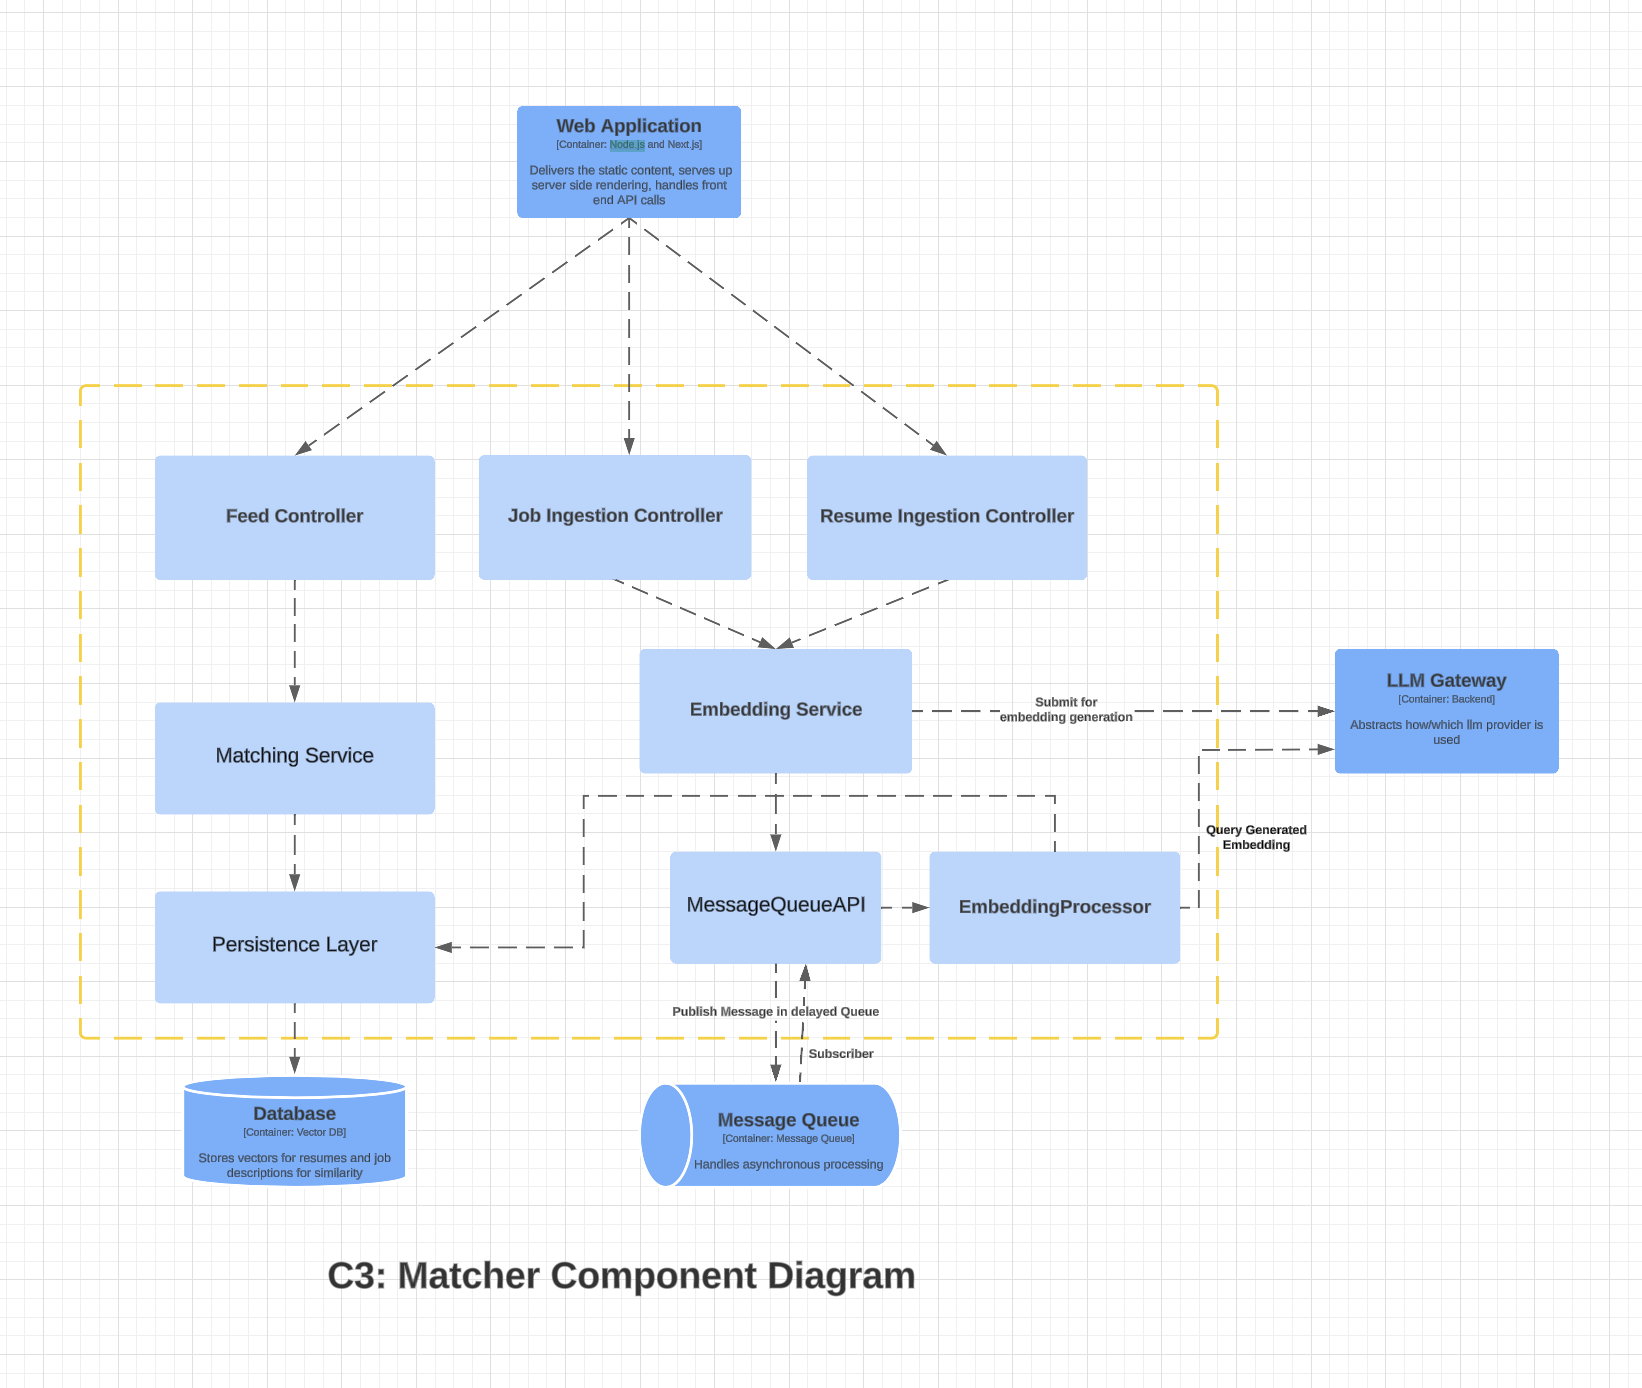 Web Application
[Container: Node.js and Next.js]
Delivers the static content, serves up
server side rendering, handles front
end API calls
Feed Controller
Job Ingestion Controller
Resume Ingestion Controller
Embedding Service
Submit for
embedding generation
LLM Gateway
[Container: Backend]
Abstracts how/which llm provider is
used
Matching Service
Query Generated
Embedding
MessageQueueAPI
EmbeddingProcessor
Persistence Layer
Publish Message in delayed Queue
Subscriber
Database
[Container: Vector DB]
Stores vectors for resumes and job
descriptions for similarity
Message Queue
[Container: Message Queue]
Handles asynchronous processing
C3: Matcher Component Diagram